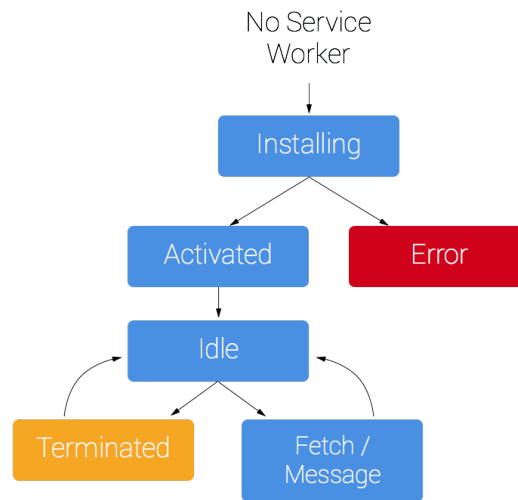 No Service
Worker
Installing
Activated
Error
Idle
Terminated
Fetch /
Message